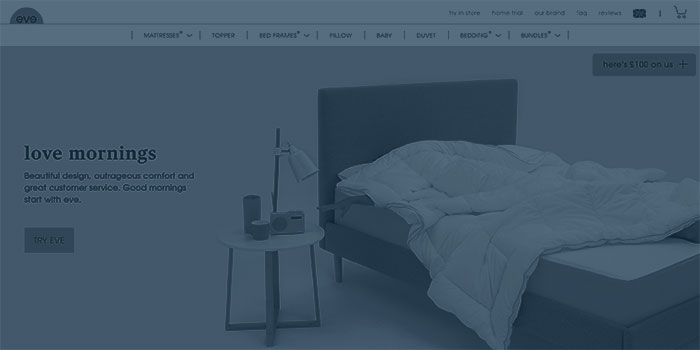 eve
try in store home trial our brand faq reviews
MATTRESSES TOPPER BED FRAMES PILLOW BABY DUVET BEDDING BUNDLES
here's £100 on us +
love mornings
Beautiful design, outrageous comfort and
great customer service. Good mornings
start with eve.
TRY EVE